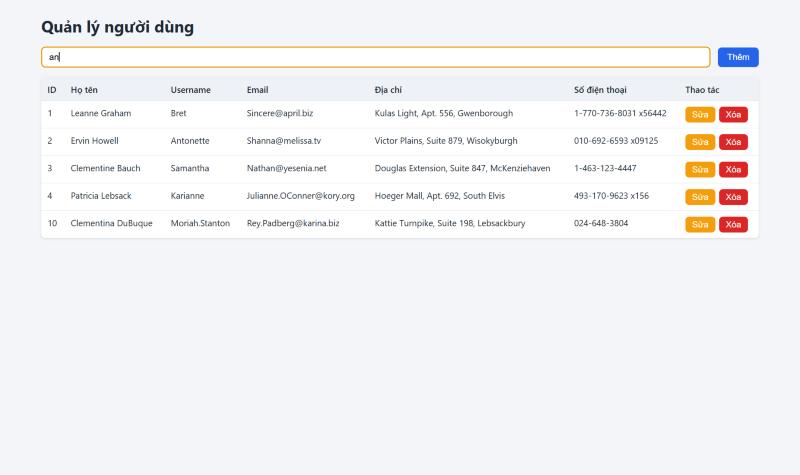 Quản lý người dùng
an
Thêm
ID Họ tên Username Email Địa chỉ Số điện thoại Thao tác
1 Leanne Graham Bret Sincere@april.biz Kulas Light, Apt. 556, Gwenborough 1-770-736-8031 x56442 Sửa Xóa
2 Ervin Howell Antonette Shanna@melissa.tv Victor Plains, Suite 879, Wisokyburgh 010-692-6593 x09125 Sửa Xóa
3 Clementine Bauch Samantha Nathan@yesenia.net Douglas Extension, Suite 847, McKenziehaven 1-463-123-4447 Sửa Xóa
4 Patricia Lebsack Karianne Julianne.OConner@kory.org Hoeger Mall, Apt. 692, South Elvis 493-170-9623 x156 Sửa Xóa
10 Clementina DuBuque Moriah.Stanton Rey.Padberg@karina.biz Kattie Turnpike, Suite 198, Lebsackbury 024-648-3804 Sửa Xóa